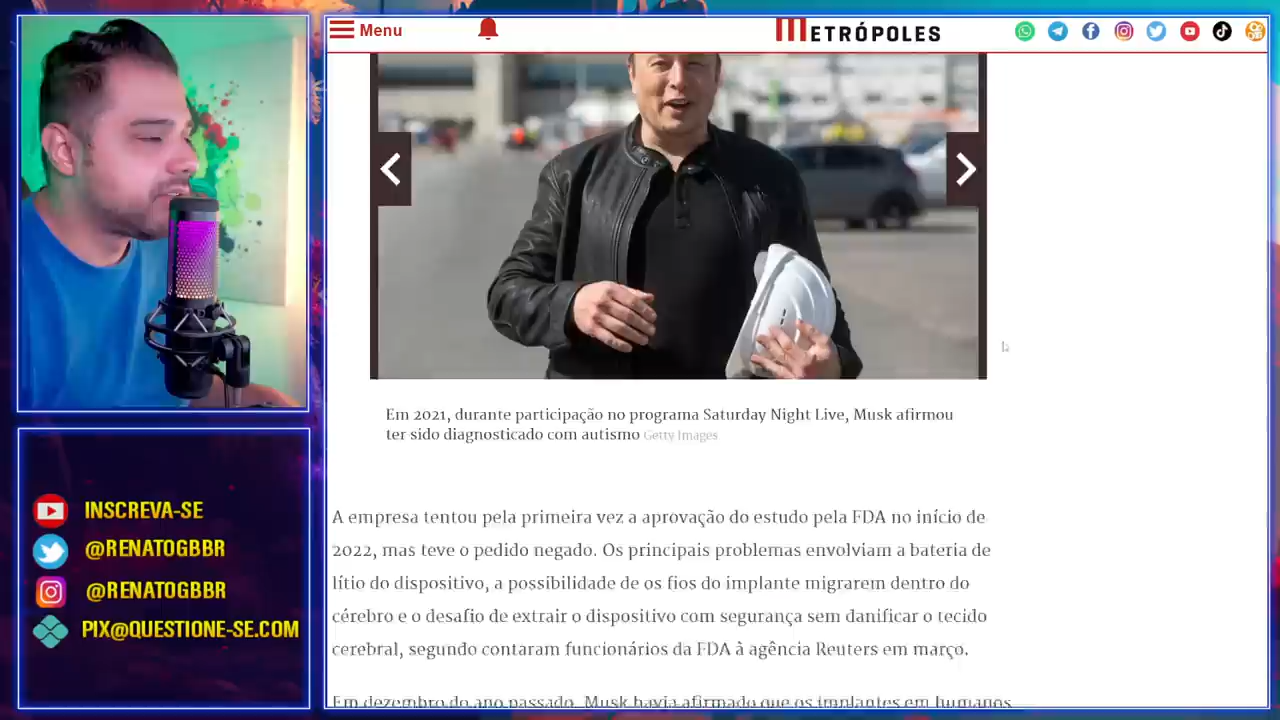 Menu
METRÓPOLES
Em 2021, durante participação no programa Saturday Night Live, Musk afirmou
ter sido diagnosticado com autismo Getty Images
A empresa tentou pela primeira vez a aprovação do estudo pela FDA no início de
2022, mas teve o pedido negado. Os principais problemas envolviam a bateria de
lítio do dispositivo, a possibilidade de os fios do implante migrarem dentro do
cérebro e o desafio de extrair o dispositivo com segurança sem danificar o tecido
cerebral, segundo contaram funcionários da FDA à agência Reuters em março.
Em dezembro do ano passado, Musk havia afirmado que os implantes em humanos
INSCREVA-SE
@RENATOGBBR
@RENATOGBBR
PIX@QUESTIONE-SE.COM